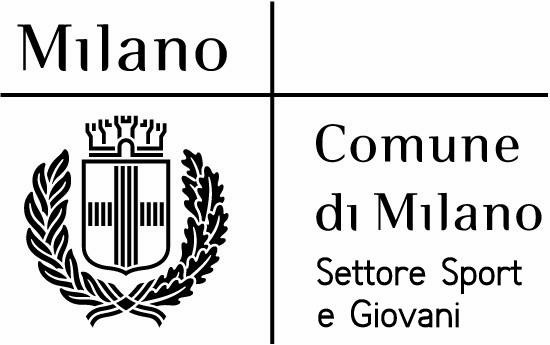 Milano
Comune
di Milano
Settore Sport
e Giovani